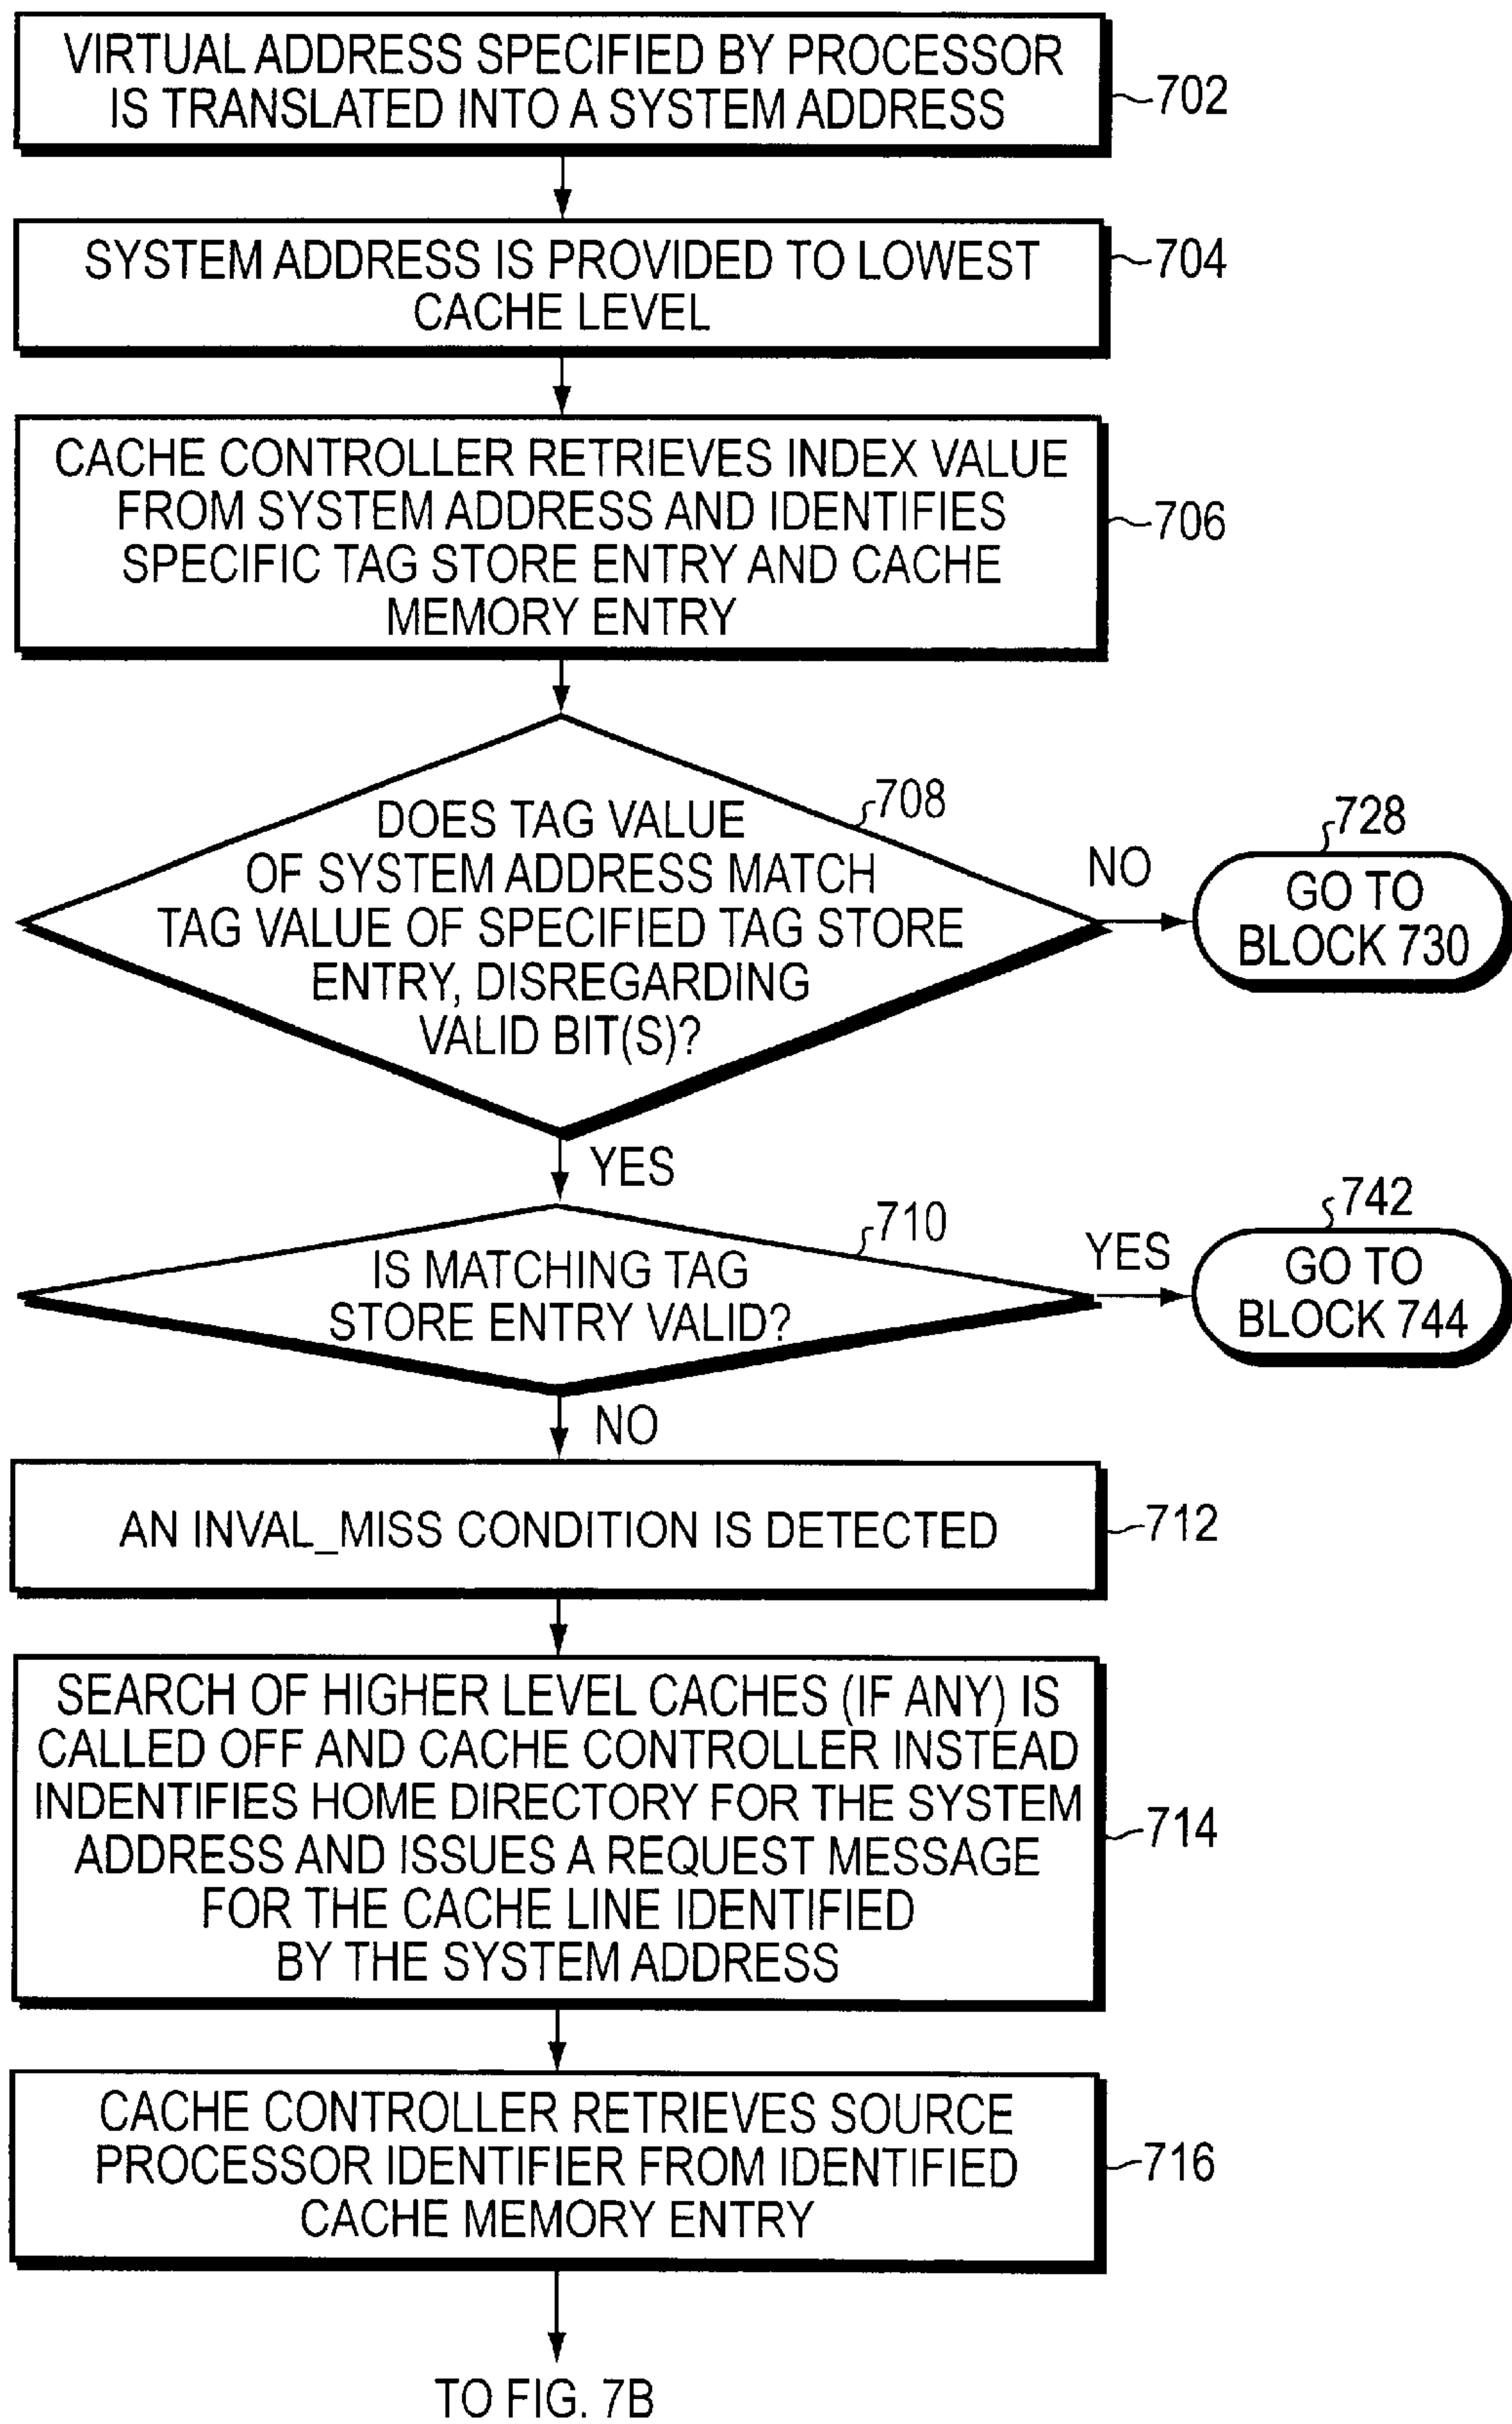 VIRTUAL ADDRESS SPECIFIED BY PROCESSOR
IS TRANSLATED INTO A SYSTEM ADDRESS
702
SYSTEM ADDRESS IS PROVIDED TO LOWEST
CACHE LEVEL
704
CACHE CONTROLLER RETRIEVES INDEX VALUE
FROM SYSTEM ADDRESS AND IDENTIFIES
SPECIFIC TAG STORE ENTRY AND CACHE
MEMORY ENTRY
706
DOES TAG VALUE
OF SYSTEM ADDRESS MATCH
TAG VALUE OF SPECIFIED TAG STORE
ENTRY, DISREGARDING
VALID BIT(S)?
708
NO
728
GO TO
BLOCK 730
YES
IS MATCHING TAG
STORE ENTRY VALID?
710
YES
742
GO TO
BLOCK 744
NO
AN INVAL_MISS CONDITION IS DETECTED
712
SEARCH OF HIGHER LEVEL CACHES (IF ANY) IS
CALLED OFF AND CACHE CONTROLLER INSTEAD
INDENTIFIES HOME DIRECTORY FOR THE SYSTEM
ADDRESS AND ISSUES A REQUEST MESSAGE
FOR THE CACHE LINE IDENTIFIED
BY THE SYSTEM ADDRESS
714
CACHE CONTROLLER RETRIEVES SOURCE
PROCESSOR IDENTIFIER FROM IDENTIFIED
CACHE MEMORY ENTRY
716
TO FIG. 7B